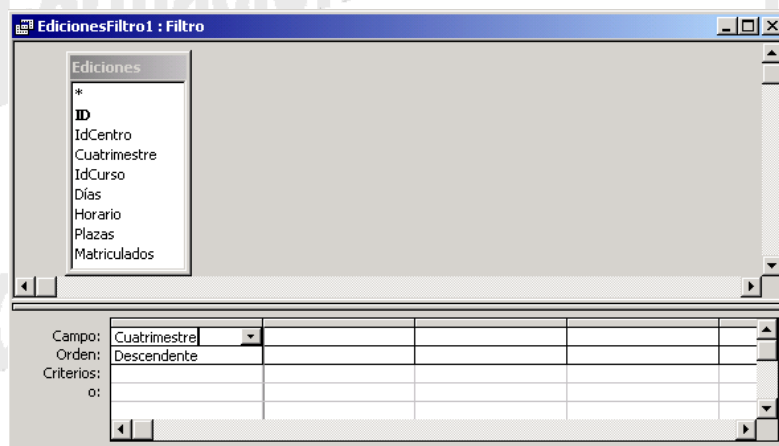 EdicionesFiltro1 : Filtro
Ediciones
*
ID
IdCentro
Cuatrimestre
IdCurso
Días
Horario
Plazas
Matriculados
Campo: Cuatrimestre
Orden: Descendente
Criterios:
o: